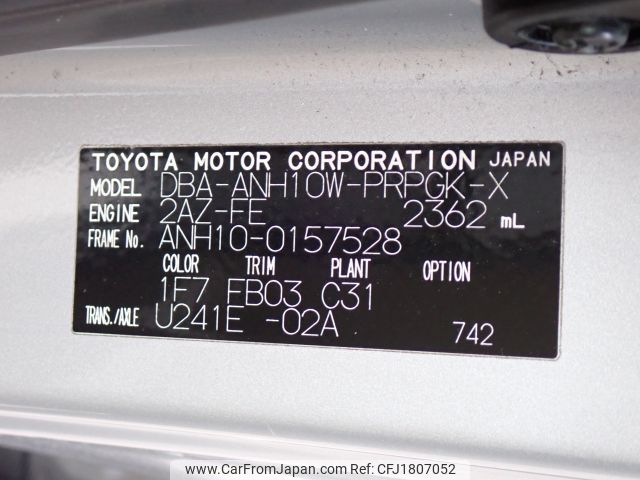 TOYOTA MOTOR CORPORATION JAPAN
MODEL DBA-ANH10W-PRPGK-X
ENGINE 2AZ-FE 2362 mL
FRAME No. ANH10-0157528
COLOR TRIM PLANT OPTION
1F7 FB03 C31
TRANS./AXLE U241E -02A 742
www.CarFromJapan.com | Ref No: CFJ1807052